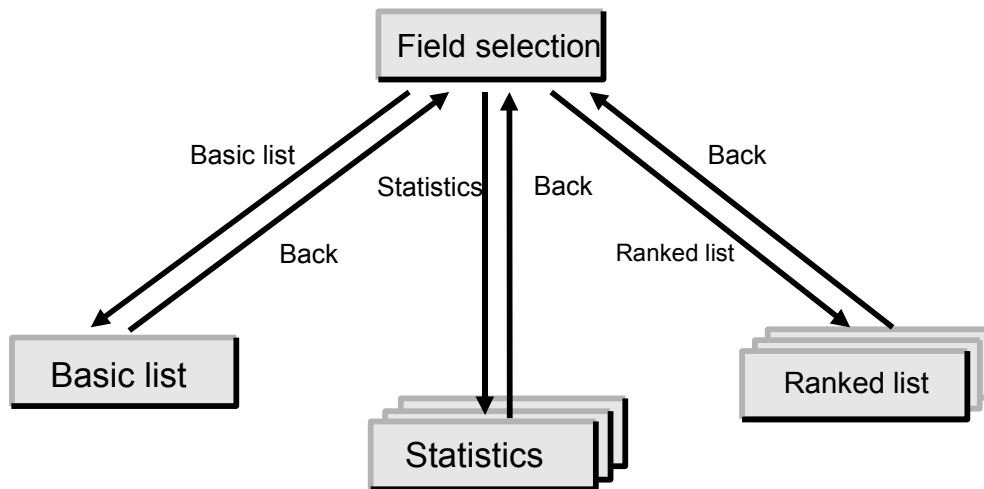 Field selection
Basic list
Back
Statistics
Back
Back
Ranked list
Basic list
Statistics
Ranked list